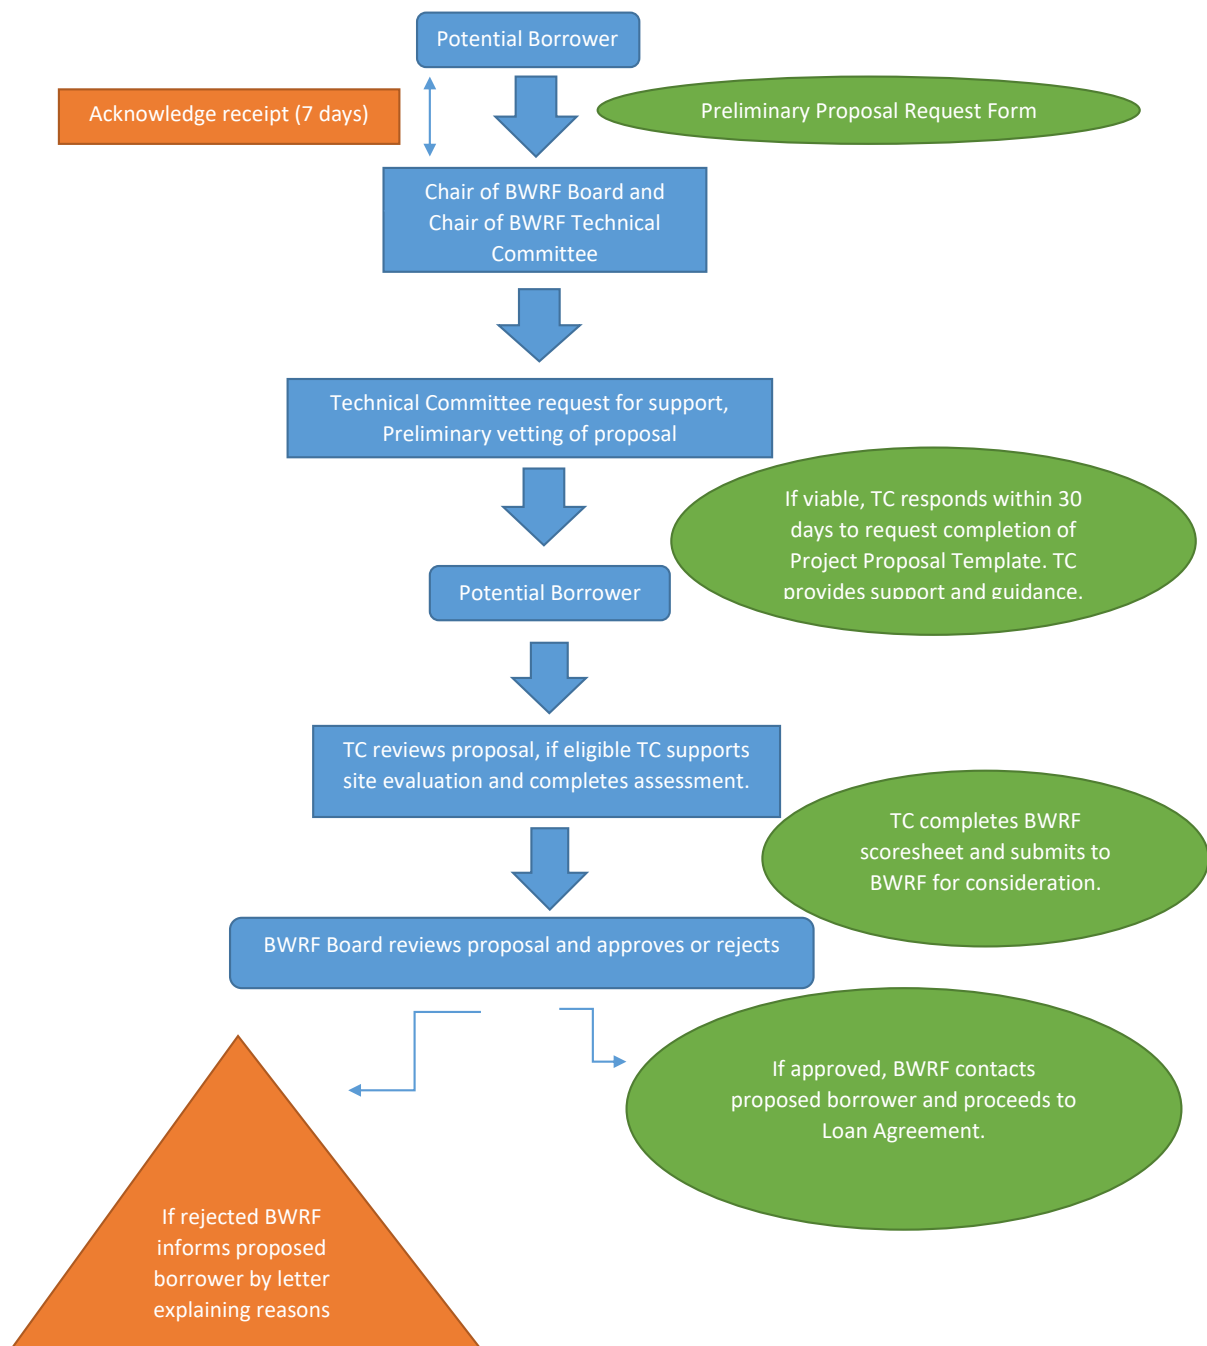 Potential Borrower
Acknowledge receipt (7 days)
Preliminary Proposal Request Form
Chair of BWRF Board and
Chair of BWRF Technical
Committee
Technical Committee request for support,
Preliminary vetting of proposal
If viable, TC responds within 30
days to request completion of
Project Proposal Template. TC
provides support and guidance.
Potential Borrower
TC reviews proposal, if eligible TC supports
site evaluation and completes assessment.
TC completes BWRF
scoresheet and submits to
BWRF for consideration.
BWRF Board reviews proposal and approves or rejects
If approved, BWRF contacts
proposed borrower and proceeds to
Loan Agreement.
If rejected BWRF
informs proposed
borrower by letter
explaining reasons